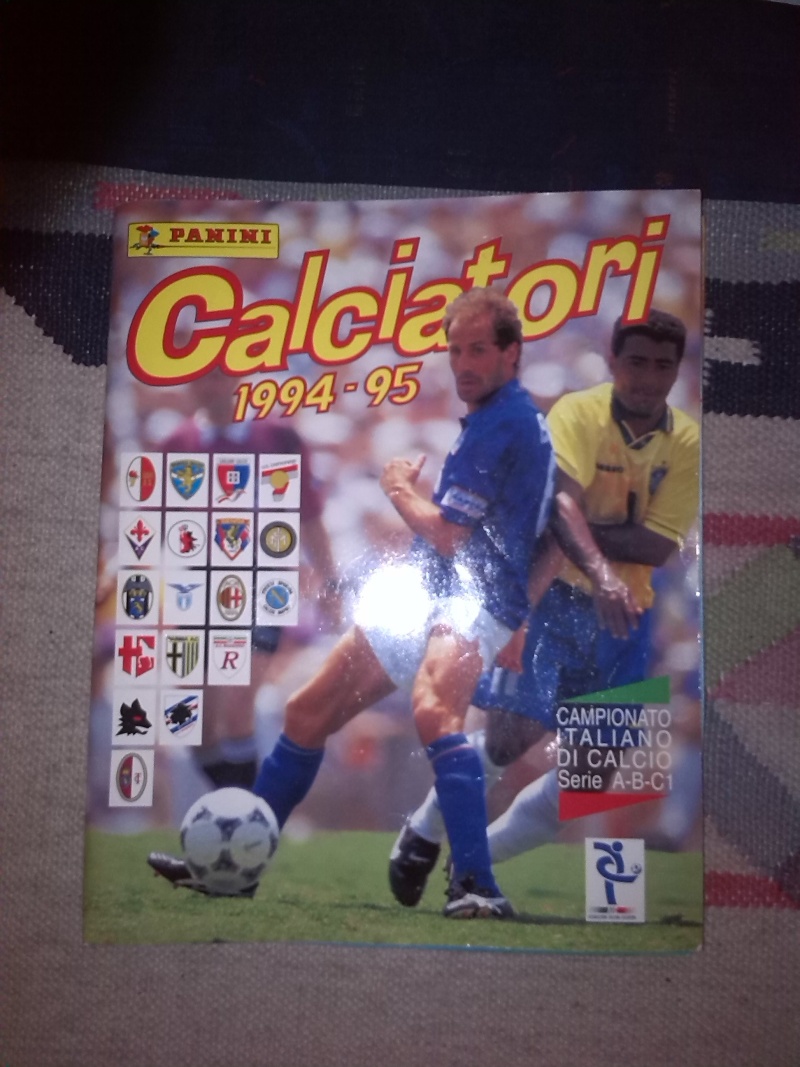 PANINI
Calciatori
1994-95
R
CAMPIONATO
ITALIANO
DI CALCIO
Serie A-B-C1